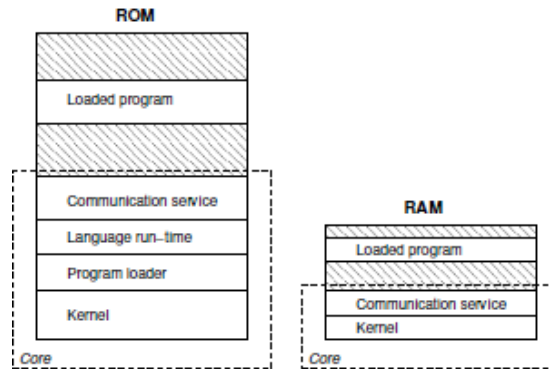 ROM
Loaded program
Communication service
Language run-time
Program loader
Kernel
Core
RAM
Loaded program
Communication service
Kernel
Core